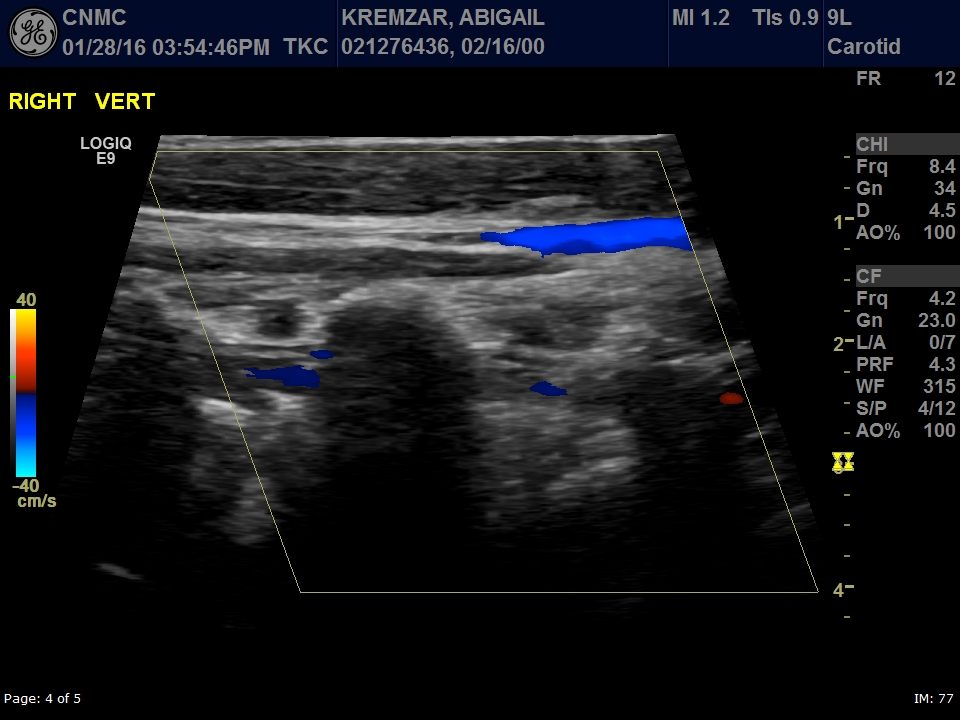 CNMC
01/28/16 03:54:46PM TKC
KREMZAR, ABIGAIL
021276436, 02/16/00
MI 1.2 TIs 0.9
9L
Carotid
RIGHT VERT
LOGIQ
E9
FR 12
CHI
Frq 8.4
Gn 34
D 4.5
AO% 100
CF
Frq 4.2
Gn 23.0
L/A 0/7
PRF 4.3
WF 315
S/P 4/12
AO% 100
1
2
4
40
-40
cm/s
Page: 4 of 5
IM: 77